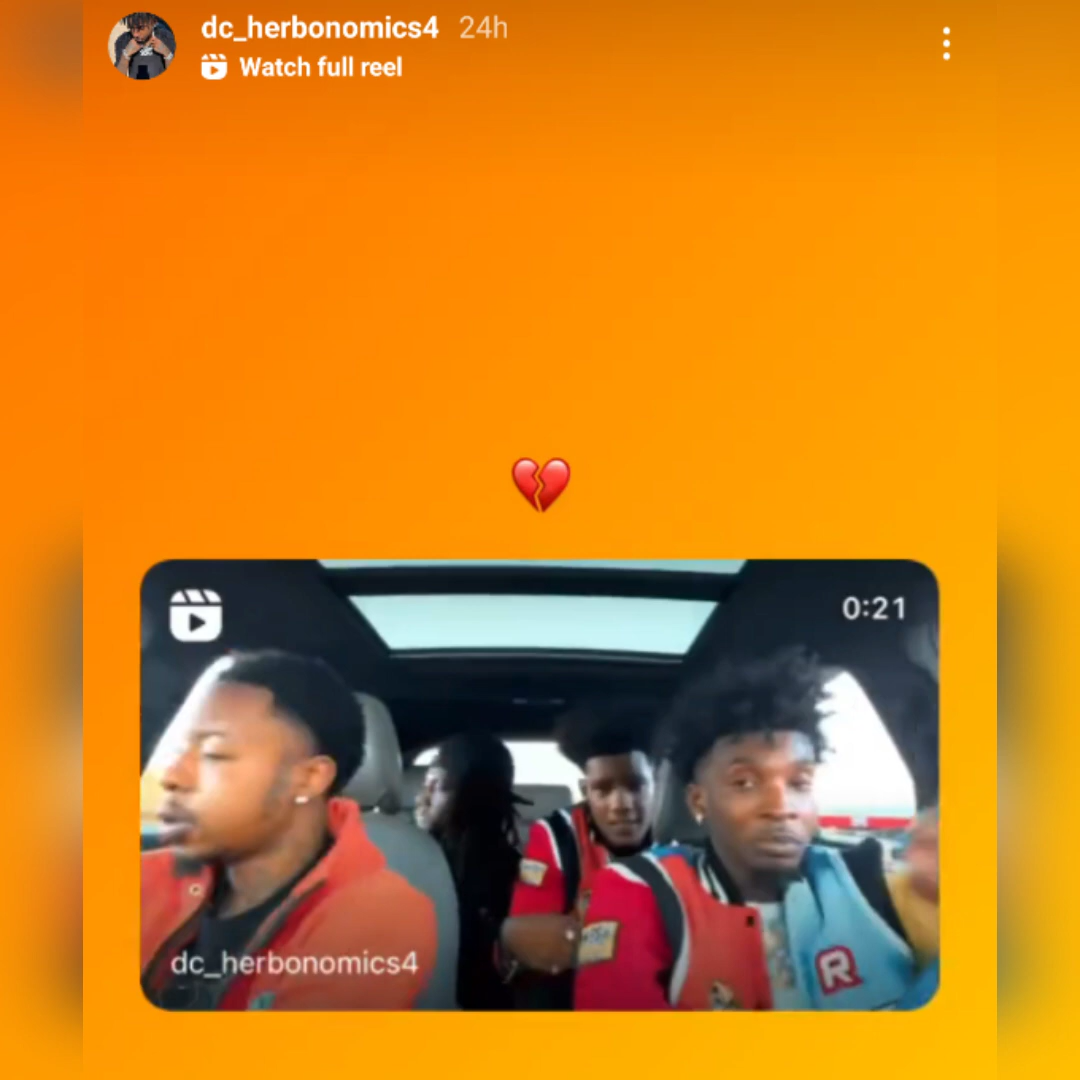 dc_herbonomics4 24h
Watch full reel
0:21
R
dc_herbonomics4